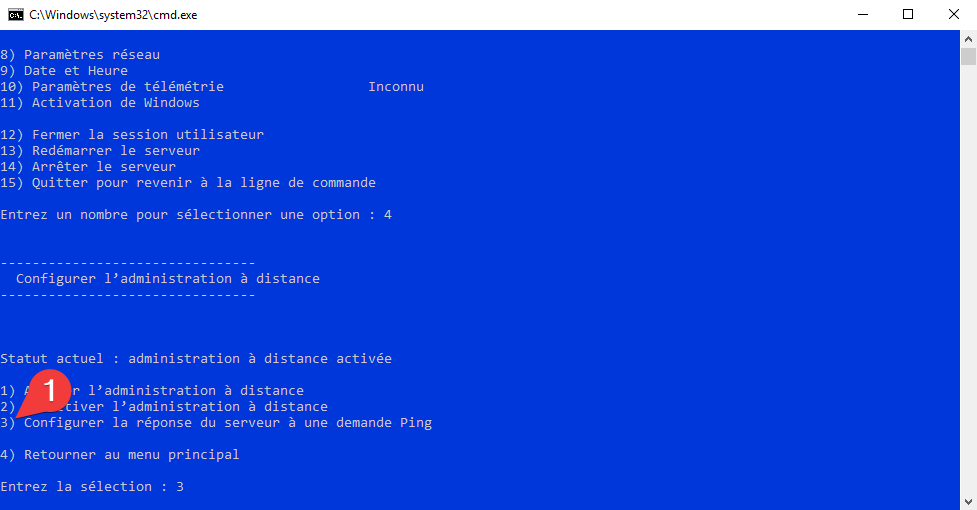 C:\Windows\system32\cmd.exe
8) Paramètres réseau
9) Date et Heure
10) Paramètres de télémétrie Inconnu
11) Activation de Windows
12) Fermer la session utilisateur
13) Redémarrer le serveur
14) Arrêter le serveur
15) Quitter pour revenir à la ligne de commande
Entrez un nombre pour sélectionner une option : 4
--------------------------------
Configurer l’administration à distance
--------------------------------
Statut actuel : administration à distance activée
1) l’administration à distance
2) l’administration à distance
3) Configurer la réponse du serveur à une demande Ping
4) Retourner au menu principal
Entrez la sélection : 3
1